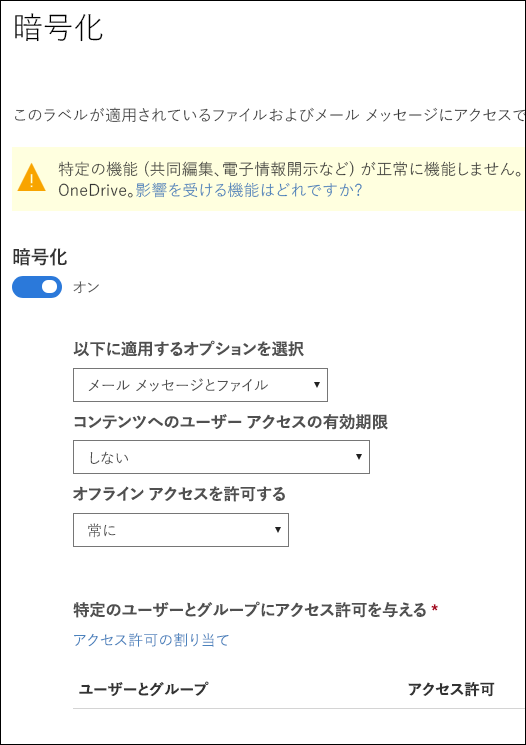 暗号化
このラベルが適用されているファイルおよびメール メッセージにアクセスで
特定の機能 (共同編集、電子情報開示など) が正常に機能しません。
OneDrive。影響を受ける機能はどれですか?
暗号化
オン
以下に適用するオプションを選択
メール メッセージとファイル
コンテンツへのユーザー アクセスの有効期限
しない
オフライン アクセスを許可する
常に
特定のユーザーとグループにアクセス許可を与える *
アクセス許可の割り当て
ユーザーとグループ アクセス許可